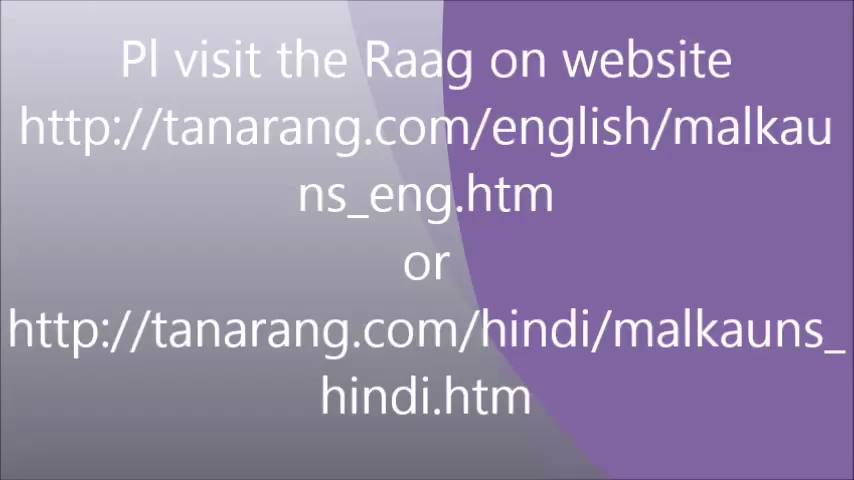 Pl visit the Raag on website
http://tanarang.com/english/malkau
ns_eng.htm
or
http://tanarang.com/hindi/malkauns_
hindi.htm